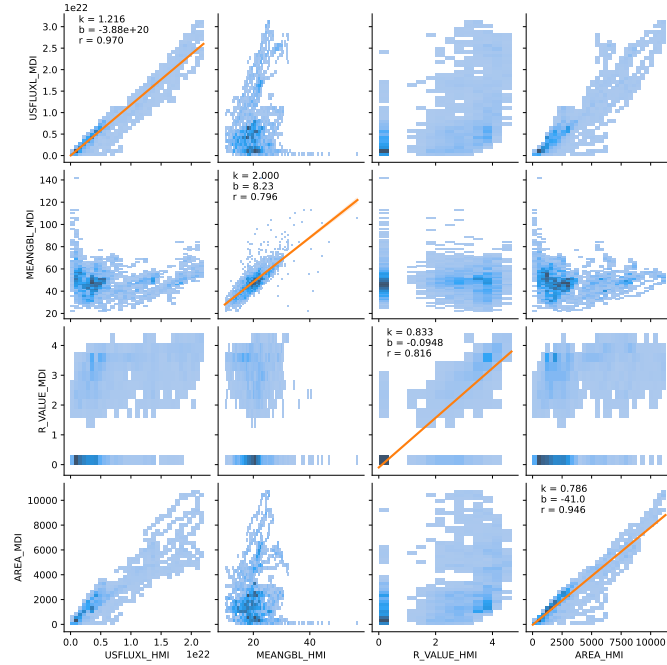 1e22
k = 1.216
b = -3.88e+20
r = 0.970
3.0
2.5
2.0
1.5
1.0
0.5
0.0
USFLUXL_MDI
k = 2.000
b = 8.23
r = 0.796
140
120
100
80
60
40
20
MEANGBL_MDI
k = 0.833
b = -0.0948
r = 0.816
4
3
2
1
0
R_VALUE_MDI
k = 0.786
b = -41.0
r = 0.946
10000
8000
6000
4000
2000
0
AREA_MDI
0.0 0.5 1.0 1.5 2.0
1e22
USFLUXL_HMI
20 40
MEANGBL_HMI
0 2 4
R_VALUE_HMI
0 2500 5000 7500 10000
AREA_HMI